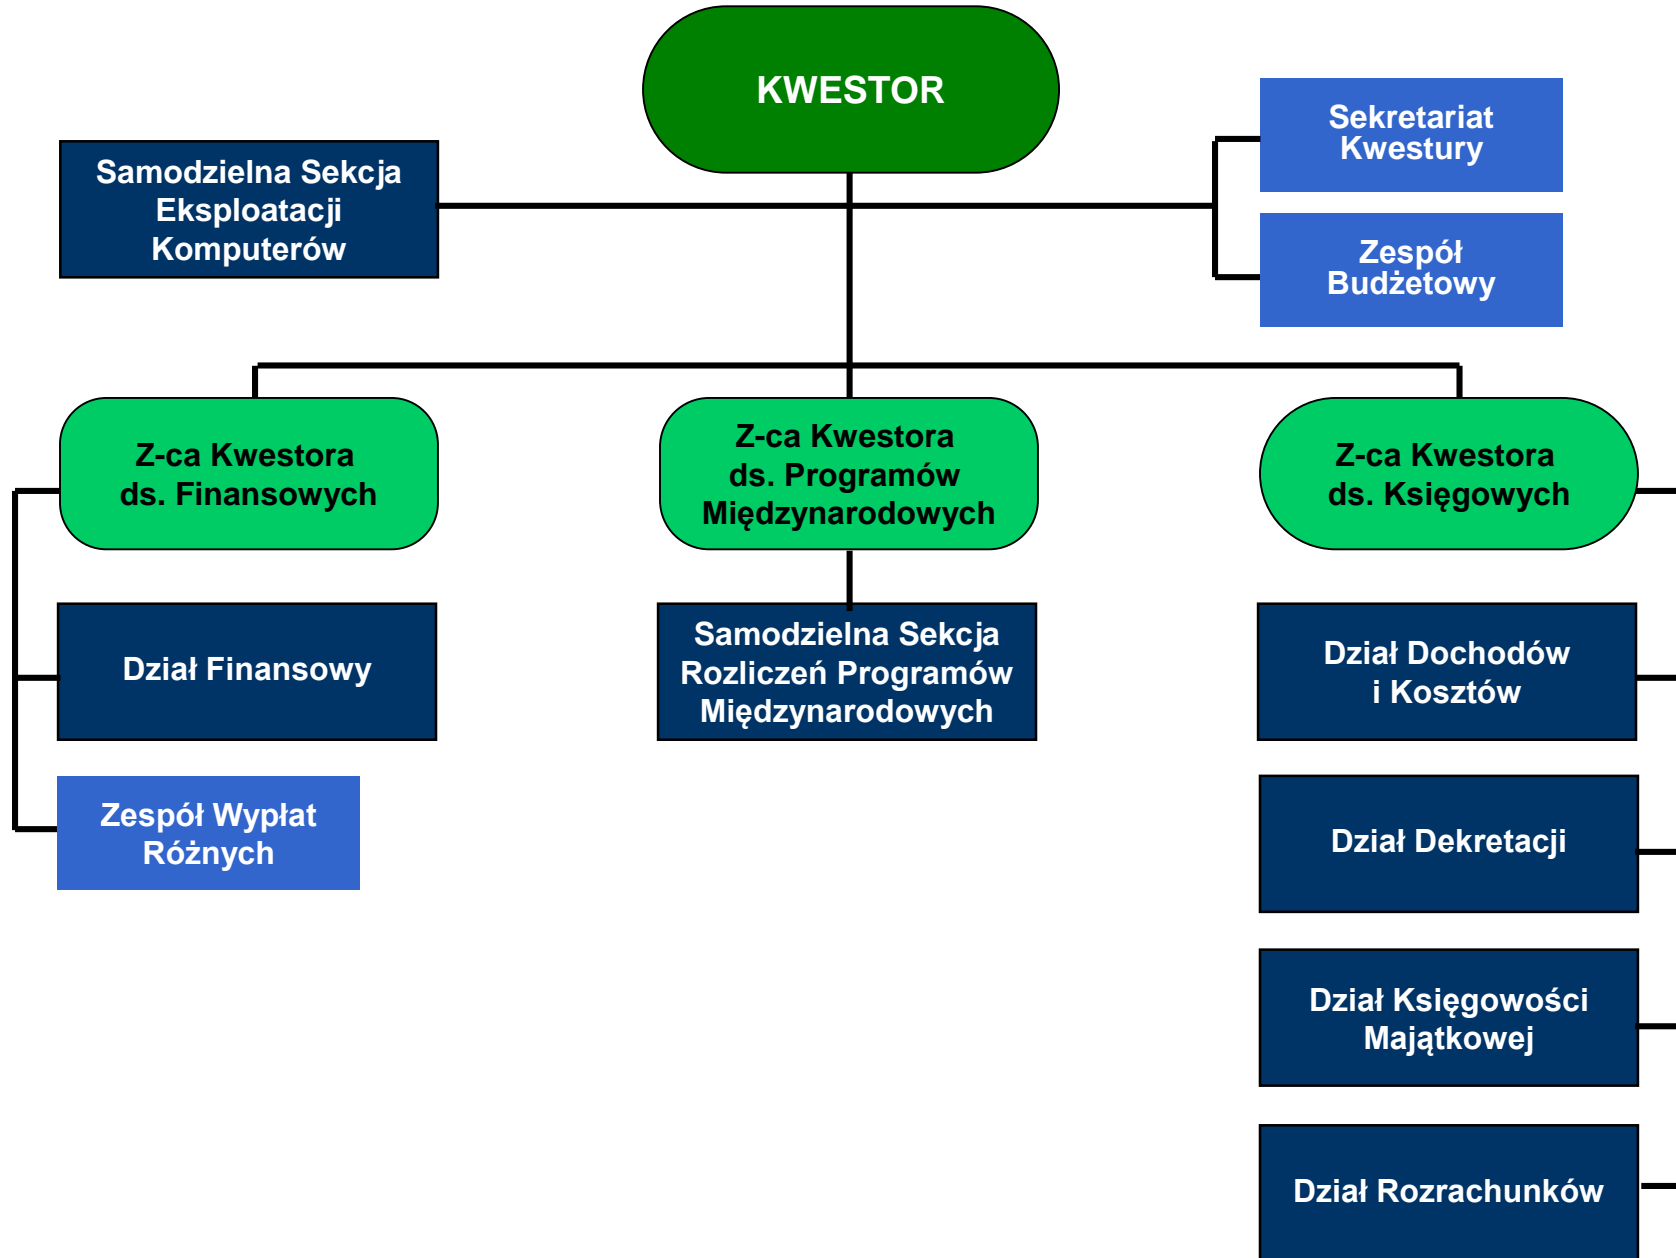 KWESTOR
Samodzielna Sekcja
Eksploatacji
Komputerów
Sekretariat
Kwestury
Zespół
Budżetowy
Z-ca Kwestora
ds. Finansowych
Z-ca Kwestora
ds. Programów
Międzynarodowych
Z-ca Kwestora
ds. Księgowych
Dział Finansowy
Samodzielna Sekcja
Rozliczeń Programów
Międzynarodowych
Dział Dochodów
i Kosztów
Zespół Wypłat
Różnych
Dział Dekretacji
Dział Księgowości
Majątkowej
Dział Rozrachunków